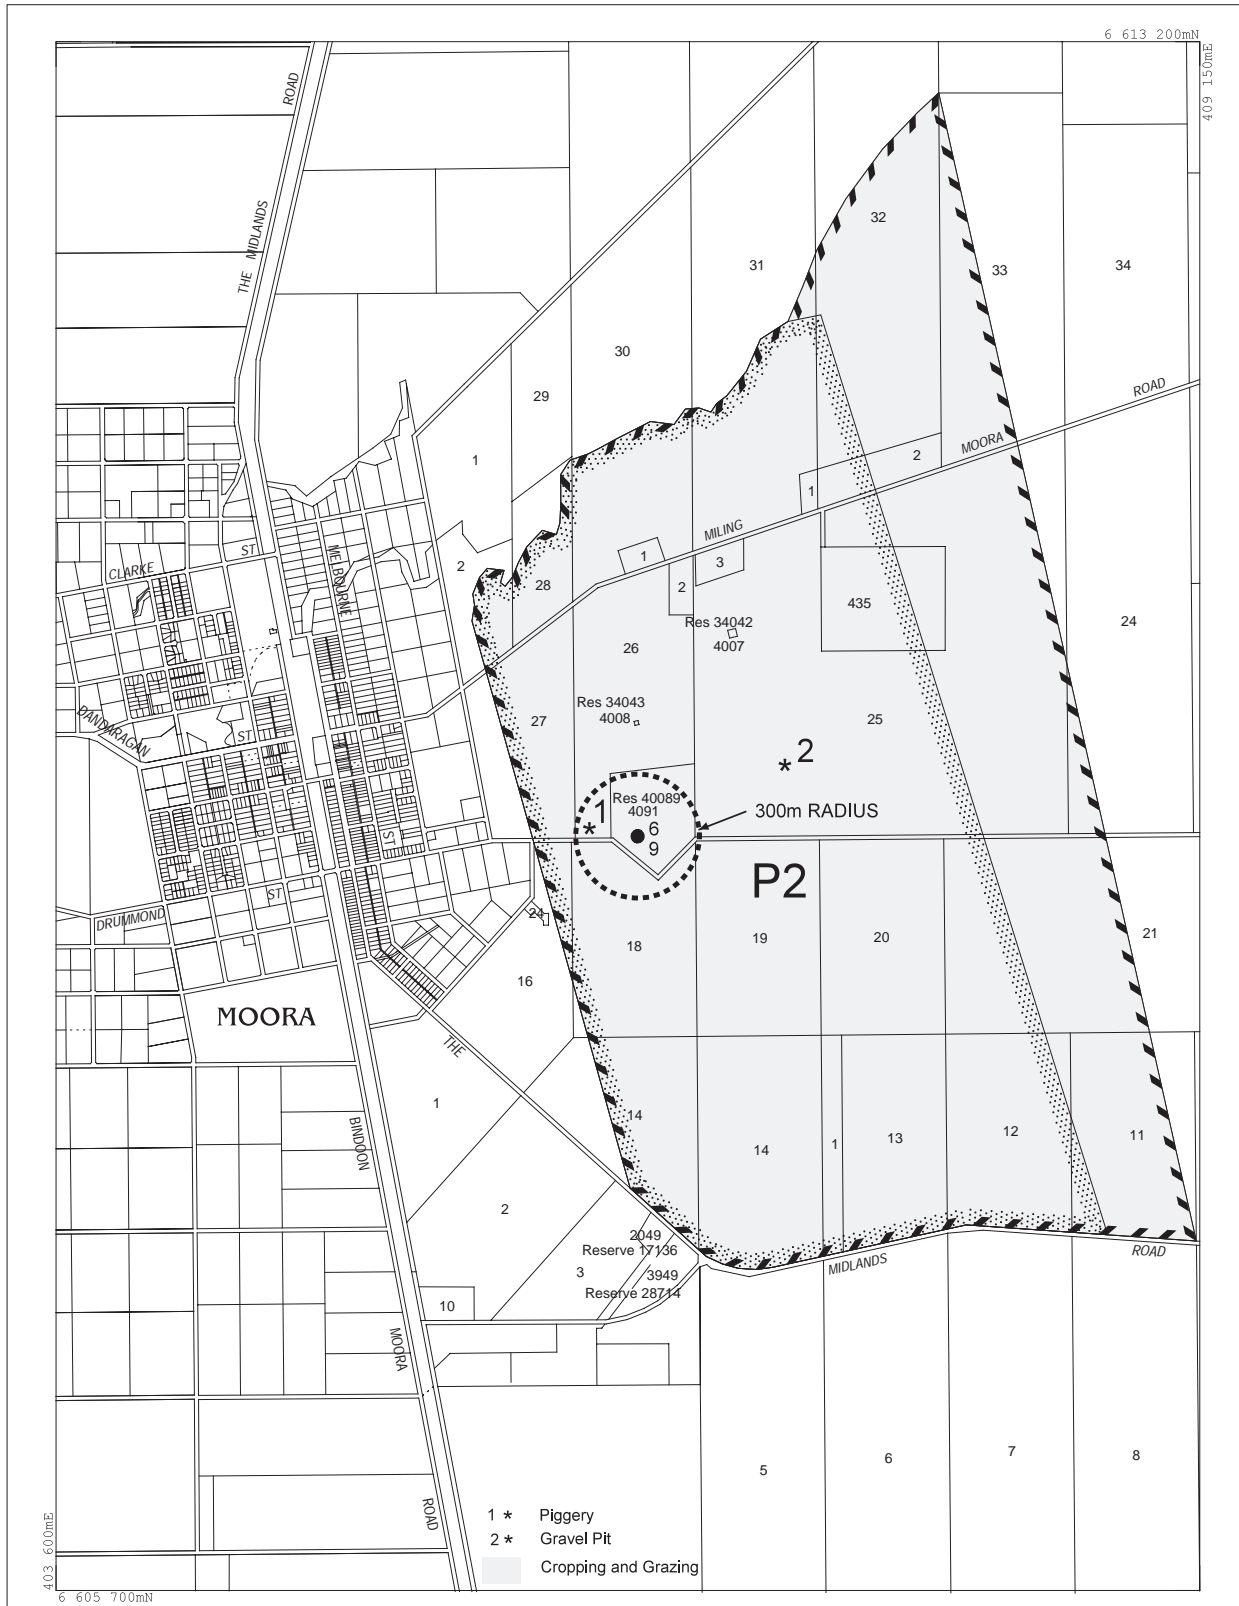 6 613 200mN
409 150mE
ROAD
THE MIDLANDS
32
31
33
34
30
29
ROAD
MOORA
1
2
1
MILING
ST
MELBOURNE
CLARKE
2
28
1
3
2
435
24
Res 34042
4007
26
Res 34043
4008
27
25
DANDARAGAN
ST
2
1
Res 40089
4091
6
9
300m RADIUS
ST
P2
ST
DRUMMOND
24
18
19
20
21
16
MOORA
THE
1
14
14
1
13
12
11
BINDOON
2
2049
Reserve 17136
3
3949
Reserve 28714
MIDLANDS
ROAD
10
MOORA
5
6
7
8
ROAD
1 * Piggery
2 * Gravel Pit
Cropping and Grazing
403 600mE
6 605 700mN